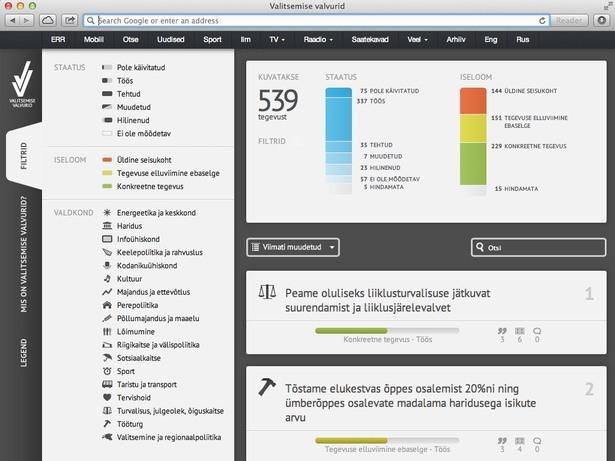 Valitsemise valvurid
Search Google or enter an address
Reader
ERR Mobiil Otse Uudised Sport Ilm TV Raadio Saatekavad Veel Arhiiv Eng Rus
VALITSEMISE
VALVURID
FILTRID
MIS ON VALITSEMISE VALVURID?
LEGEND
STAATUS
Pole käivitatud
Töös
Tehtud
Muudetud
Hilinenud
Ei ole mõõdetav
ISELOOM
Üldine seisukoht
Tegevuse elluviimine ebaselge
Konkreetne tegevus
VALDKOND
Energeetika ja keskkond
Haridus
Infoühiskond
Keelepoliitika ja rahvuslus
Kodanikuühiskond
Kultuur
Majandus ja ettevõtlus
Perepoliitika
Põllumajandus ja maaelu
Lõimumine
Riigikaitse ja välispoliitika
Sotsiaalkaitse
Sport
Taristu ja transport
Tervishoid
Turvalisus, julgeolek, õiguskaitse
Tööturg
Valitsemine ja regionaalpoliitika
KUVATAKSE
539
tegevust
FILTRID
STAATUS
75 POLE KÄIVITATUD
337 TÖÖS
35 TEHTUD
7 MUUDETUD
23 HILINENUD
57 EI OLE MÕÕDETAV
5 HINDAMATA
ISELOOM
144 ÜLDINE SEISUKOHT
151 TEGEVUSE ELLUVIIMINE
EBASELGE
229 KONKREETNE TEGEVUS
15 HINDAMATA
Viimati muudetud
Otsi
Peame oluliseks liiklusturvalisuse jätkuvat 1
suurendamist ja liiklusjärelevalvet
Konkreetne tegevus - Töös 3 6 0
Tõstame elukestvas õppes osalemist 20%ni ning 2
ümberõppes osalevate madalama haridusega isikute
arvu
Tegevuse elluviimine ebaselge - Töös 3 4 0